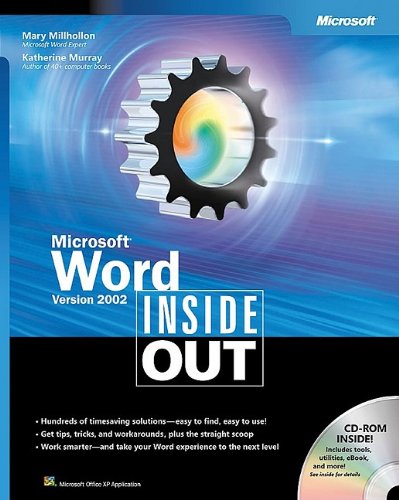 Mary Millhollon
Microsoft Word Expert
Katherine Murray
Author of 40+ computer books
Microsoft
Microsoft®
Word
Version 2002
INSIDE
OUT
• Hundreds of timesaving solutions—easy to find, easy to use!
• Get tips, tricks, and workarounds, plus the straight scoop
• Work smarter—and take your Word experience to the next level
CD-ROM
INSIDE!
Includes tools,
utilities, eBook,
and more!
See inside for details
Microsoft Office XP Application